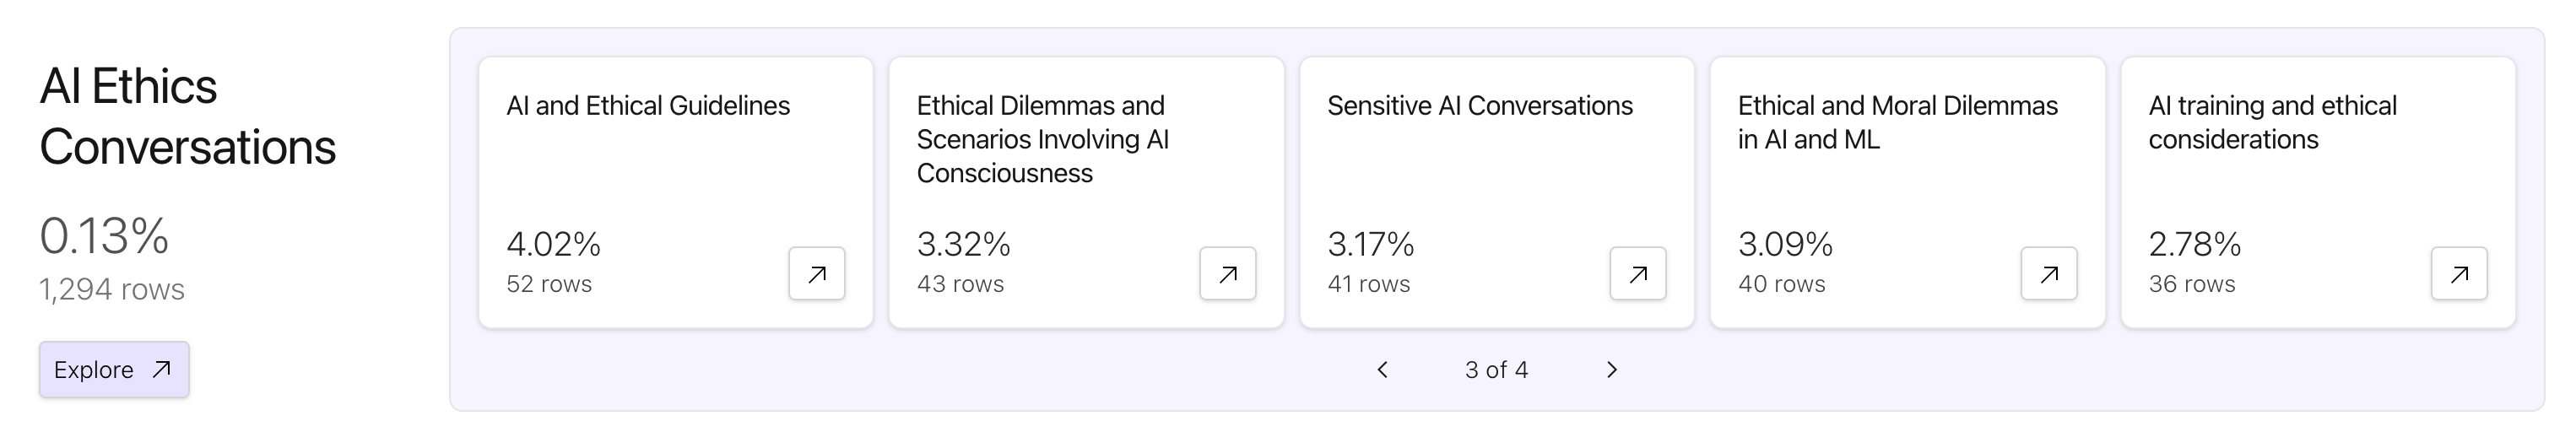 AI Ethics
Conversations
0.13%
1,294 rows
Explore
AI and Ethical Guidelines
4.02%
52 rows
Ethical Dilemmas and
Scenarios Involving AI
Consciousness
3.32%
43 rows
Sensitive AI Conversations
3.17%
41 rows
Ethical and Moral Dilemmas
in AI and ML
3.09%
40 rows
AI training and ethical
considerations
2.78%
36 rows
3 of 4